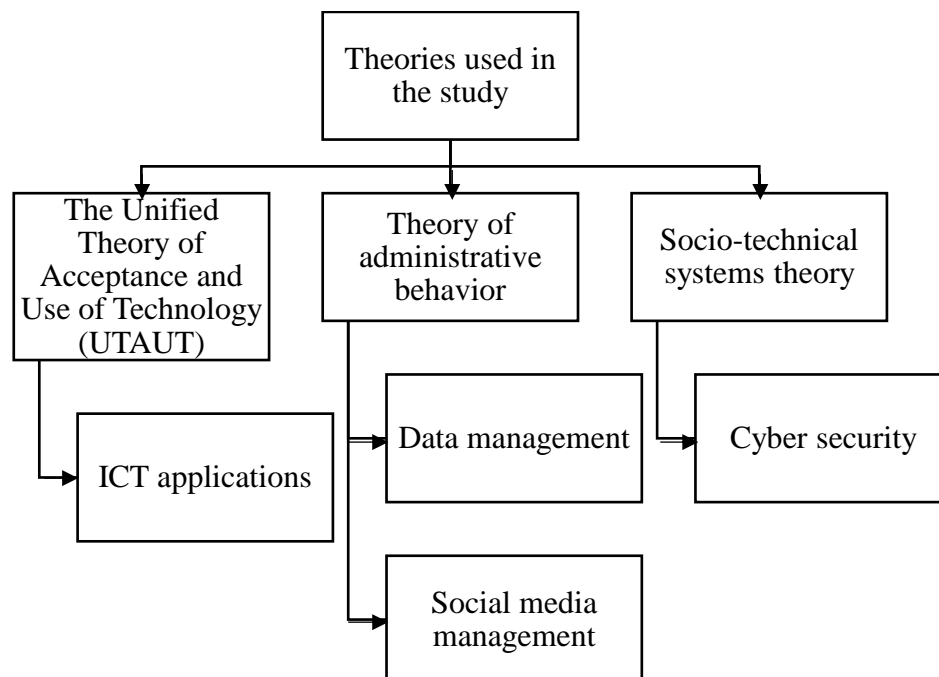 Theories used in
the study
The Unified
Theory of
Acceptance and
Use of Technology
(UTAUT)
Theory of
administrative
behavior
Socio-technical
systems theory
ICT applications
Data management
Cyber security
Social media
management